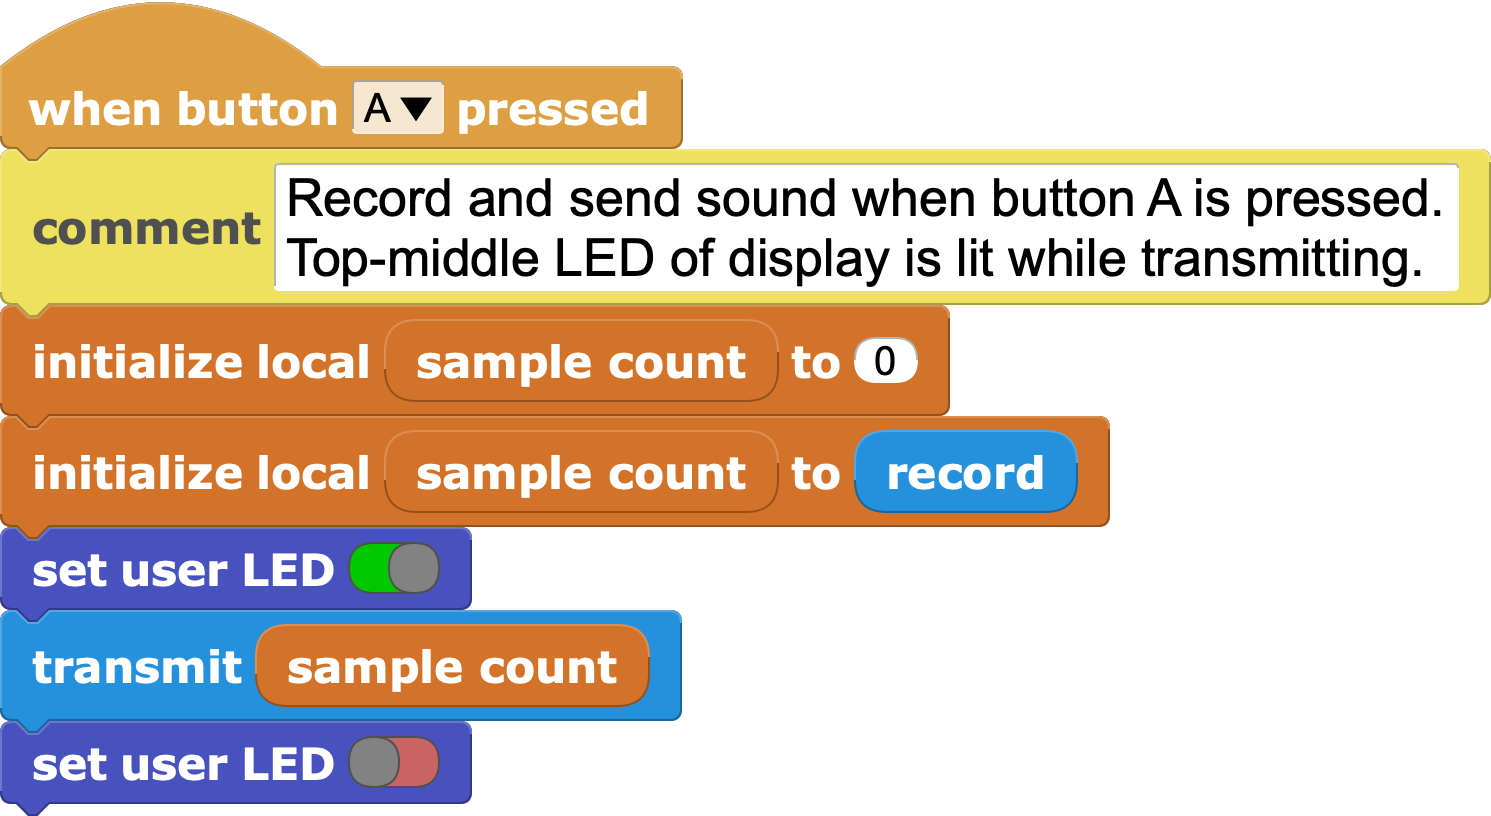 when button A ▼ pressed
comment Record and send sound when button A is pressed.
Top-middle LED of display is lit while transmitting.
initialize local sample count to 0
initialize local sample count to record
set user LED
transmit sample count
set user LED